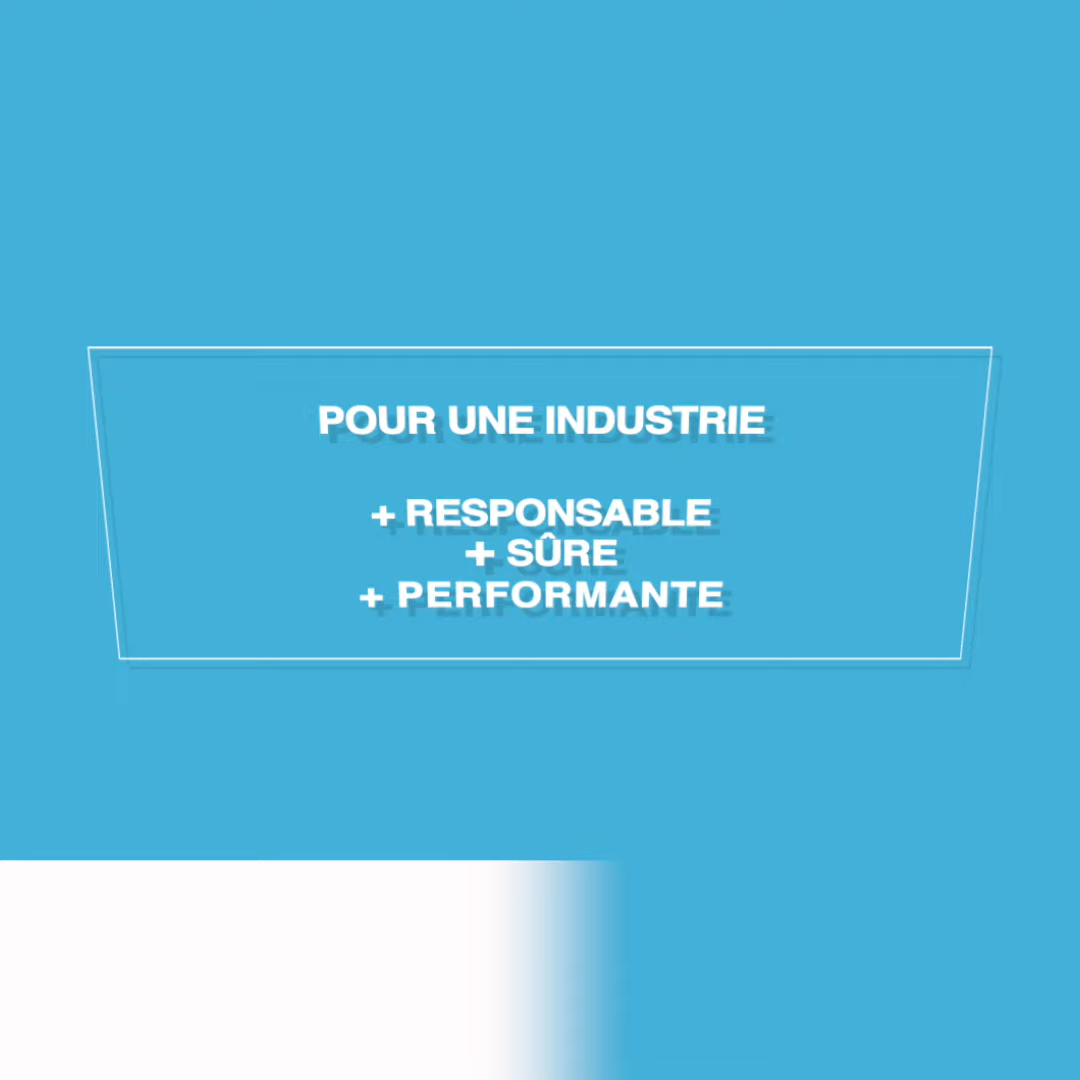 POUR UNE INDUSTRIE
+ RESPONSABLE
+ SÛRE
+ PERFORMANTE